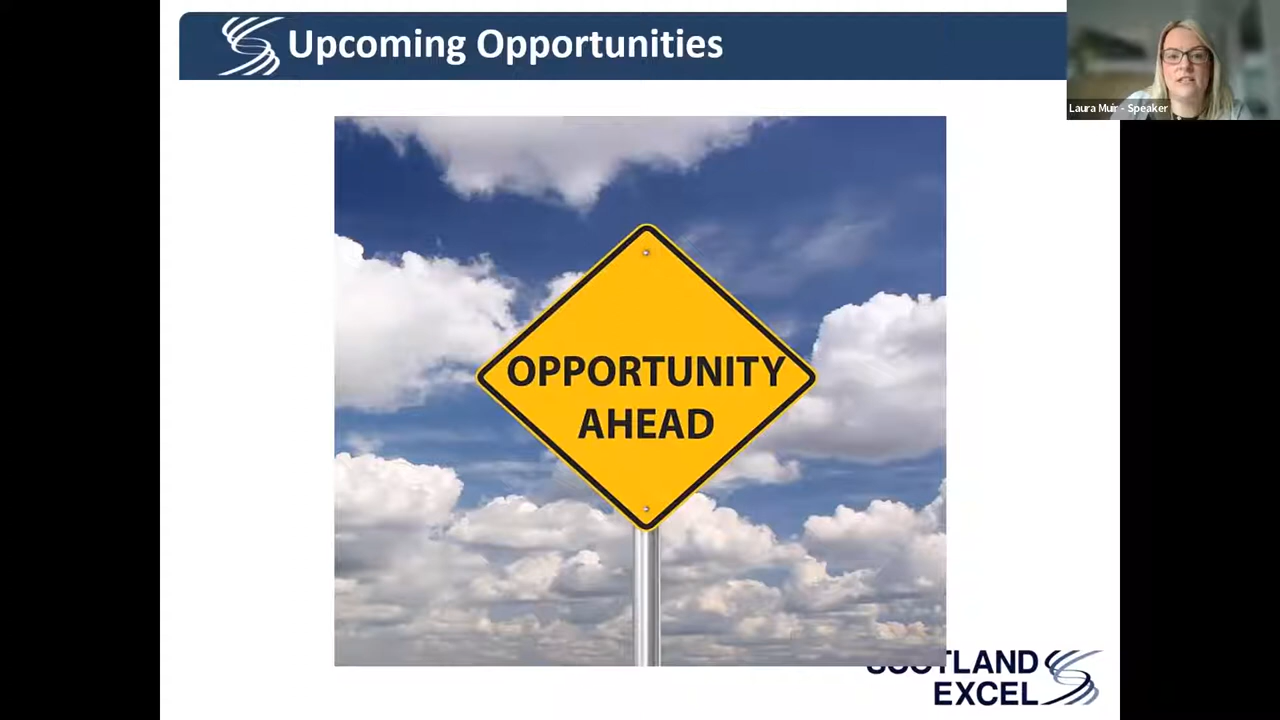 Upcoming Opportunities
Laura Muir - Speaker
OPPORTUNITY
AHEAD
SCOTLAND
EXCEL